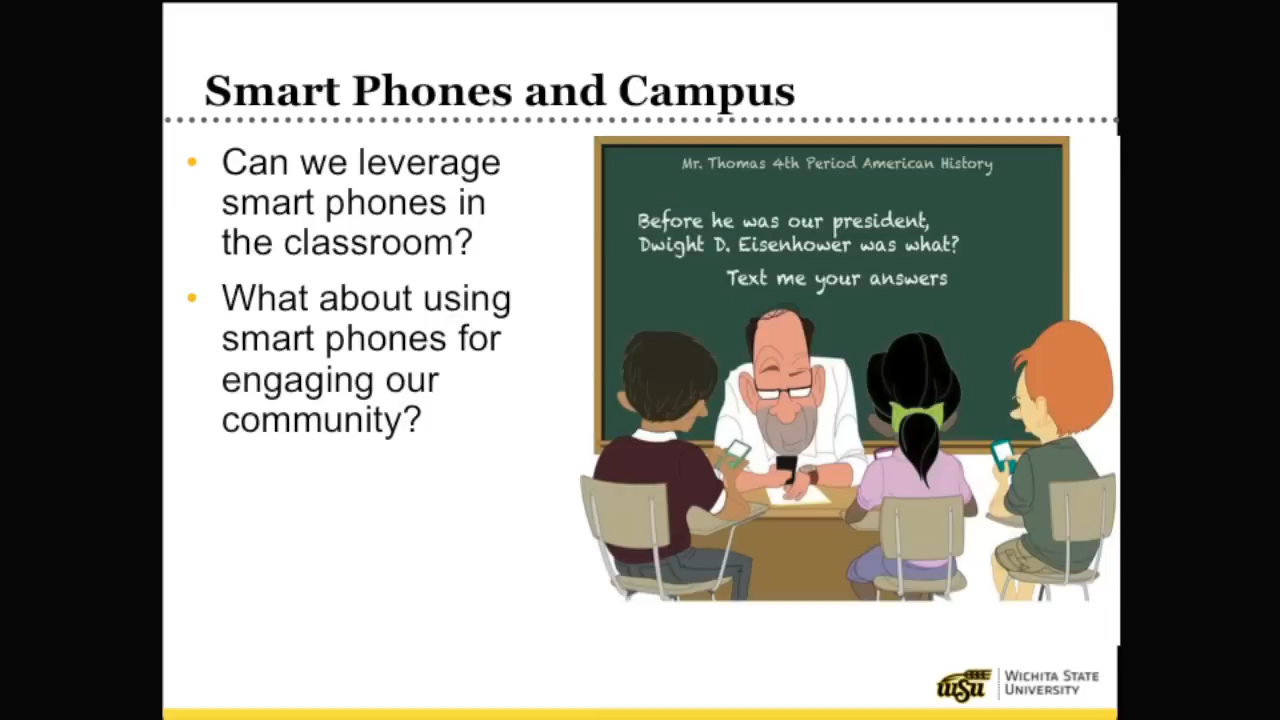 Smart Phones and Campus
• Can we leverage
smart phones in
the classroom?
• What about using
smart phones for
engaging our
community?
Mr. Thomas 4th Period American History
Before he was our president,
Dwight D. Eisenhower was what?
Text me your answers
WSU
WICHITA STATE
UNIVERSITY